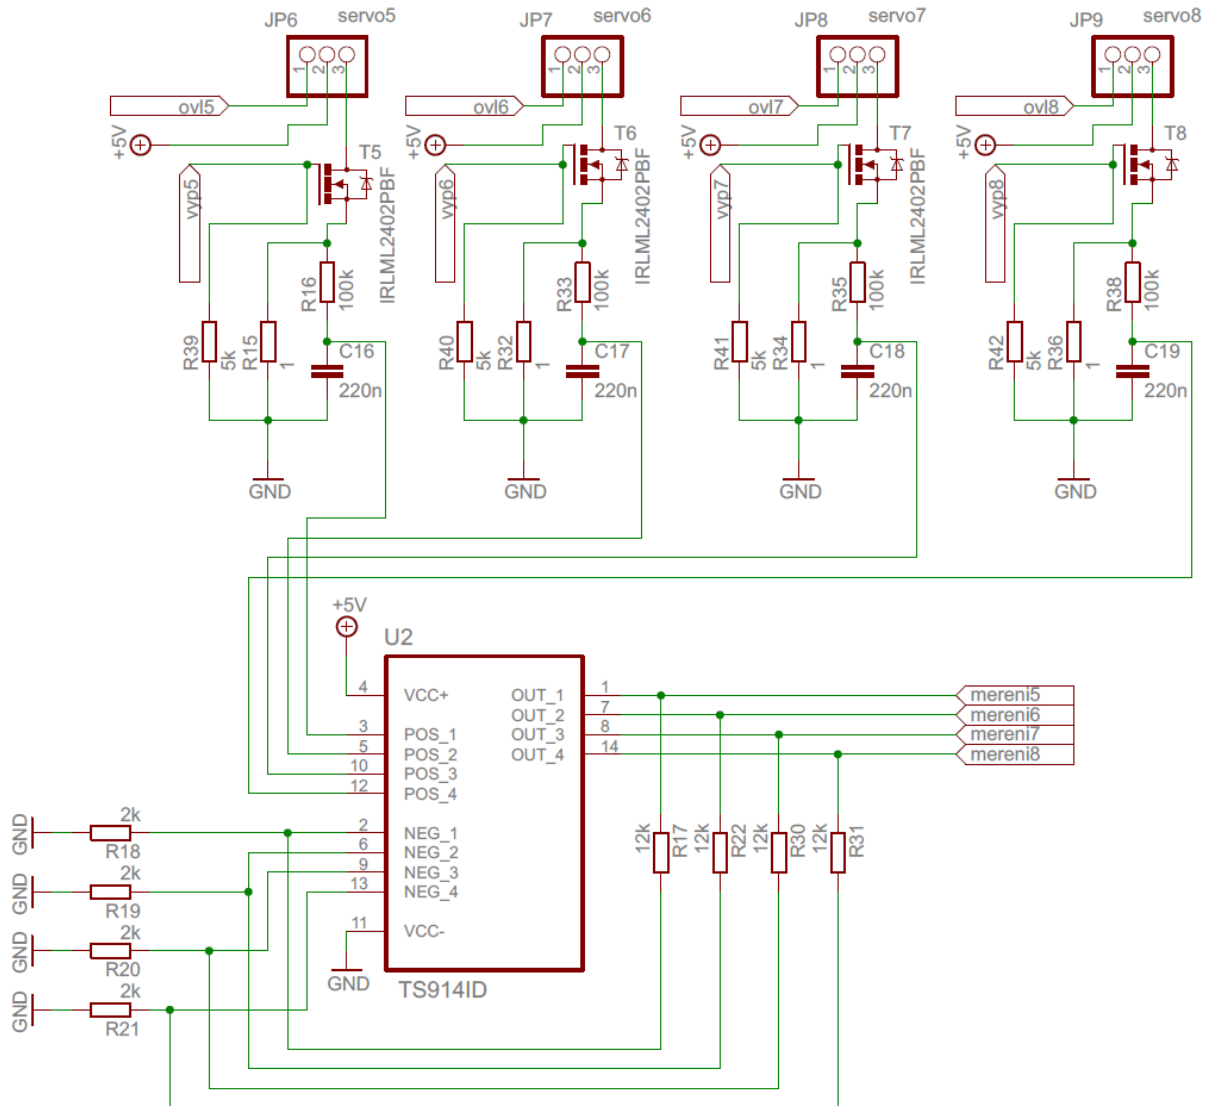 JP6 servo5
JP7 servo6
JP8 servo7
JP9 servo8
1 2 3
1 2 3
1 2 3
1 2 3
ovl5
ovl6
ovl7
ovl8
+5V
+5V
+5V
+5V
T5
T6
T7
T8
IRLML2402PBF
IRLML2402PBF
IRLML2402PBF
vyp5
vyp6
vyp7
vyp8
R16 100k
R33 100k
R35 100k
R38 100k
R39 5k
R15 1
C16
220n
R40 5k
R32 1
C17
220n
R41 5k
R34 1
C18
220n
R42 5k
R36 1
C19
220n
GND
GND
GND
GND
+5V
U2
4 VCC+
3 POS_1
5 POS_2
10 POS_3
12 POS_4
2 NEG_1
6 NEG_2
9 NEG_3
13 NEG_4
11 VCC-
OUT_1 1
OUT_2 7
OUT_3 8
OUT_4 14
mereni5
mereni6
mereni7
mereni8
12k R17
12k R22
12k R30
12k R31
GND 2k
R18
GND 2k
R19
GND 2k
R20
GND 2k
R21
GND
TS914ID